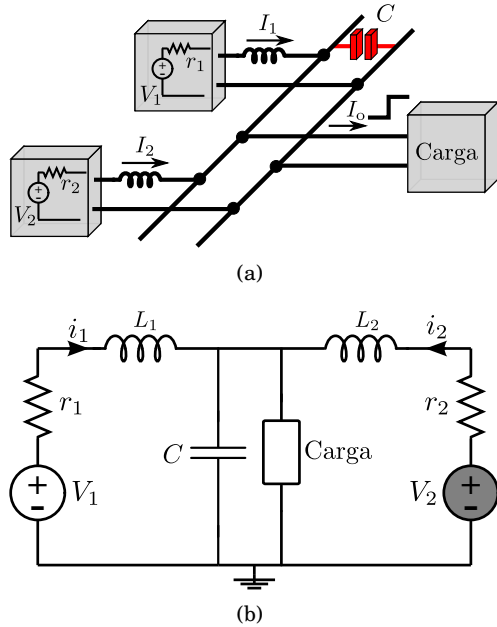 C
I₁
r₁
V₁
Iₒ
Carga
I₂
r₂
V₂
(a)
i₁
L₁
L₂
i₂
r₁
r₂
C
Carga
V₁
V₂
(b)